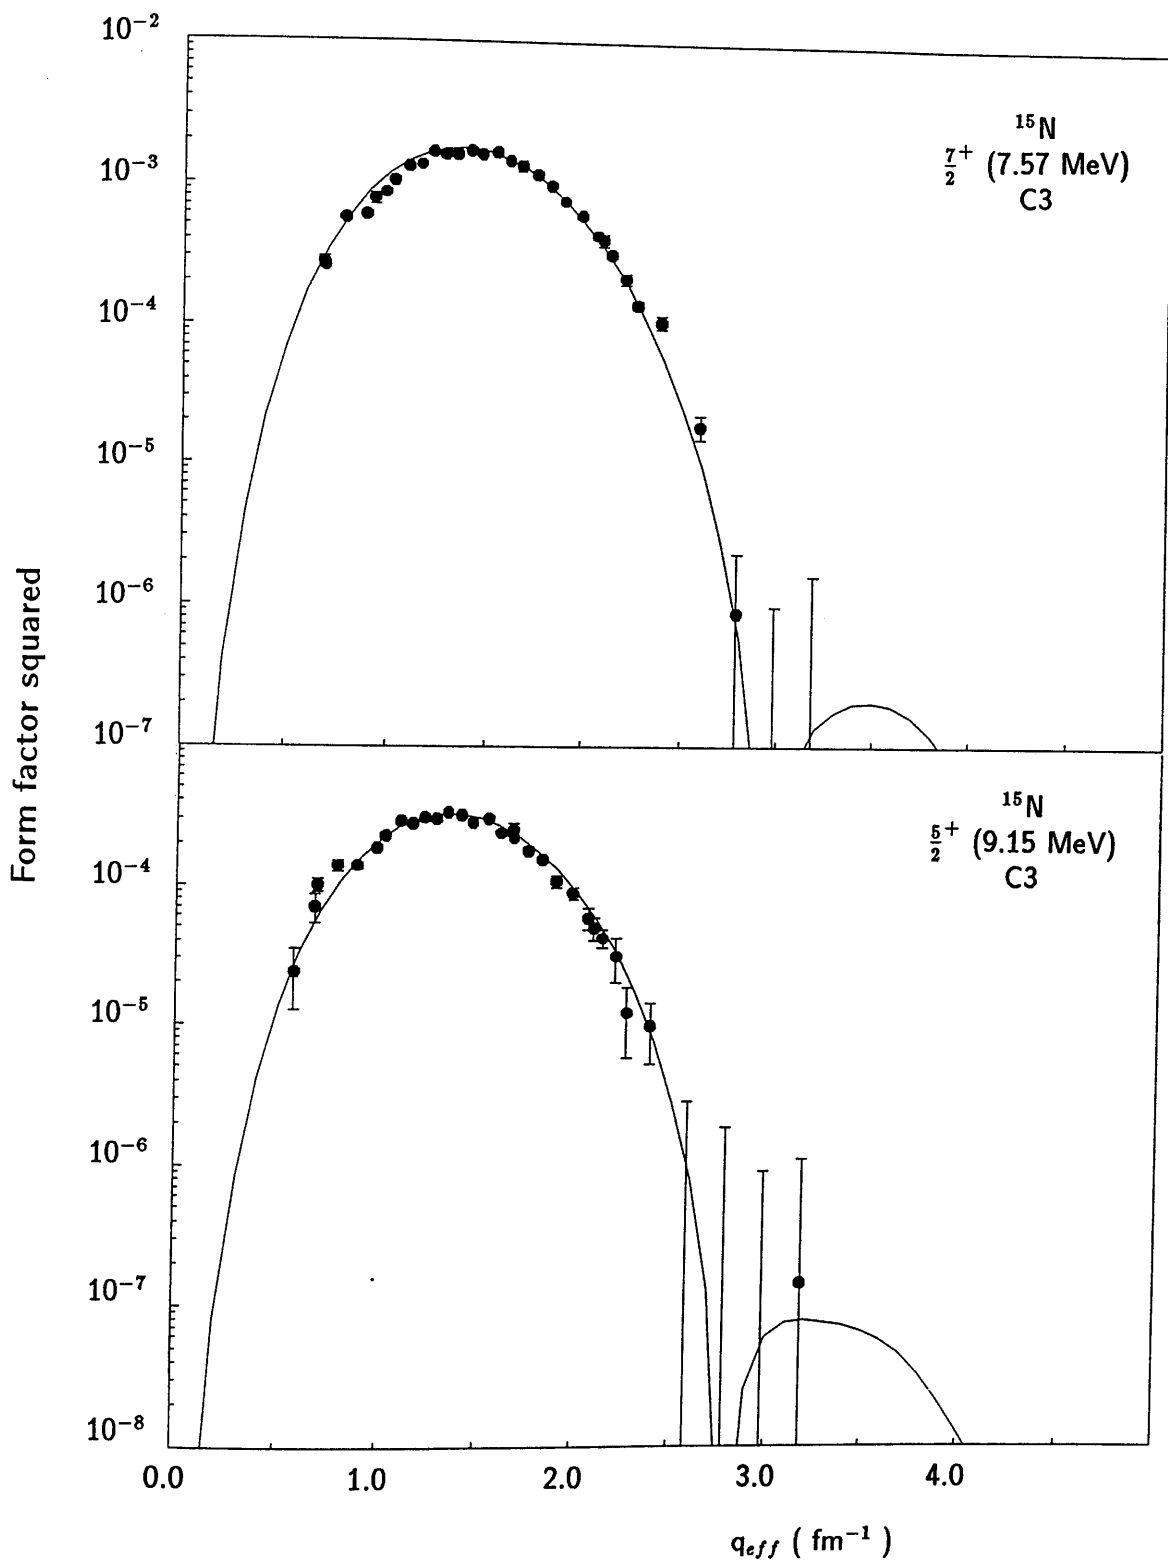 Form factor squared
10⁻²
10⁻³
10⁻⁴
10⁻⁵
10⁻⁶
10⁻⁷
¹⁵N
7/2⁺ (7.57 MeV)
C3
10⁻⁴
10⁻⁵
10⁻⁶
10⁻⁷
10⁻⁸
¹⁵N
5/2⁺ (9.15 MeV)
C3
0.0 1.0 2.0 3.0 4.0
q_eff ( fm⁻¹ )